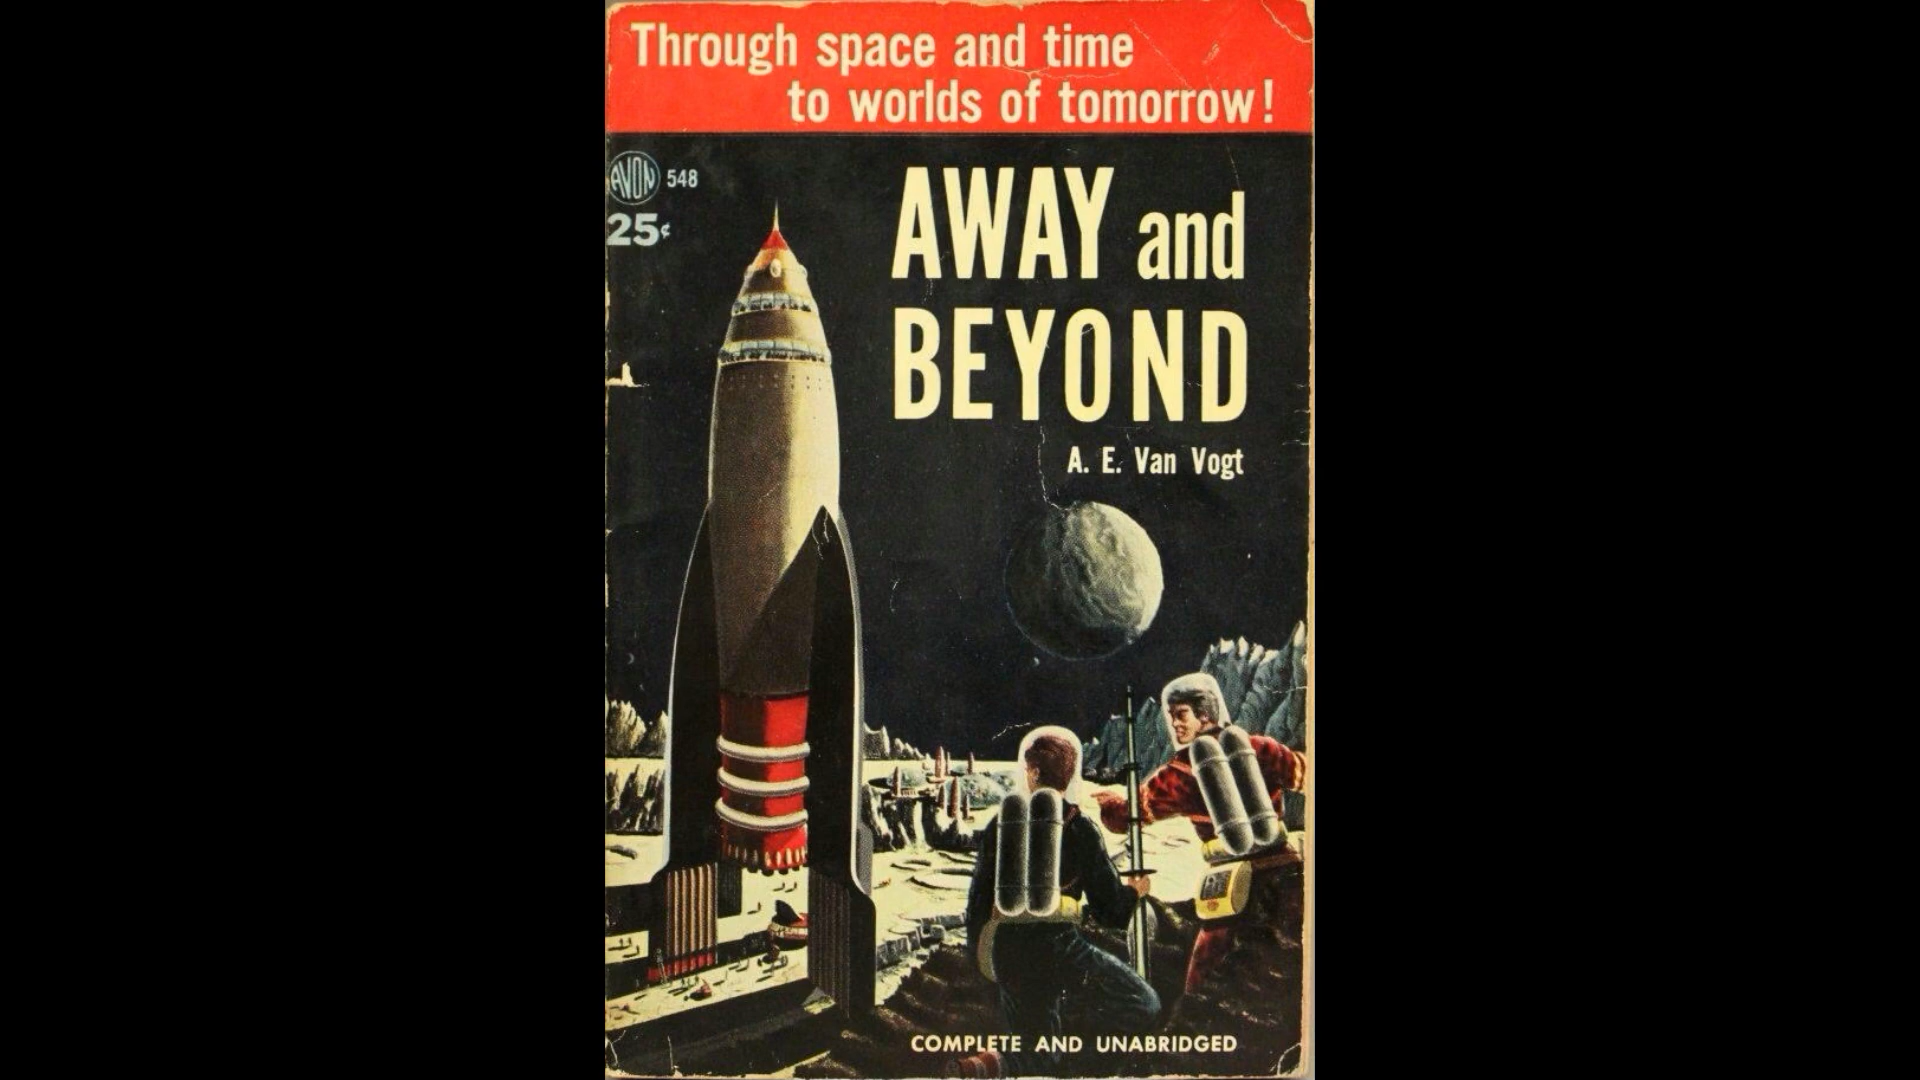 Through space and time
to worlds of tomorrow!
AVON 548
25¢
AWAY and
BEYOND
A. E. Van Vogt
COMPLETE AND UNABRIDGED